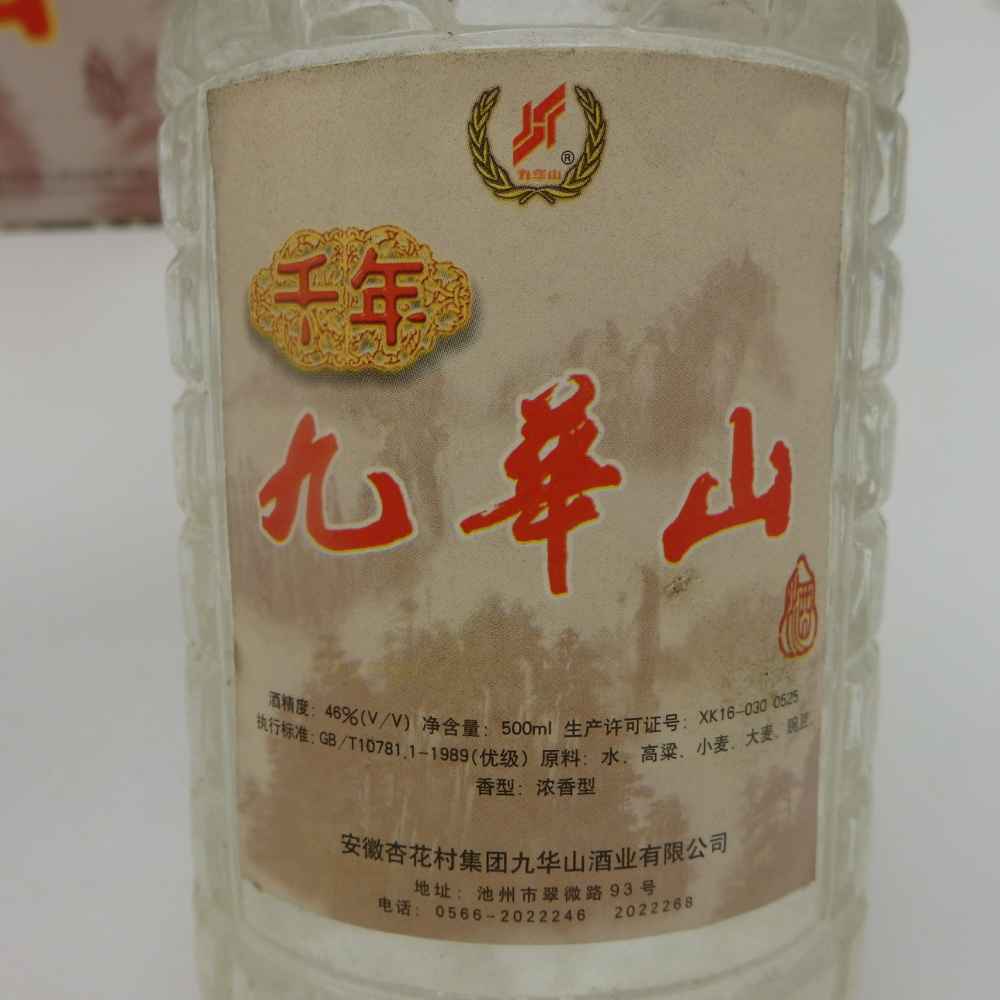 九华山
®
千年
九華山
酒
酒精度：46%(V/V) 净含量：500ml 生产许可证号：XK16-030 0525
执行标准：GB/T10781.1-1989(优级) 原料：水、高粱、小麦、大麦、豌豆、
香型：浓香型
安徽杏花村集团九华山酒业有限公司
地址：池州市翠微路93号
电话：0566-2022246 2022268